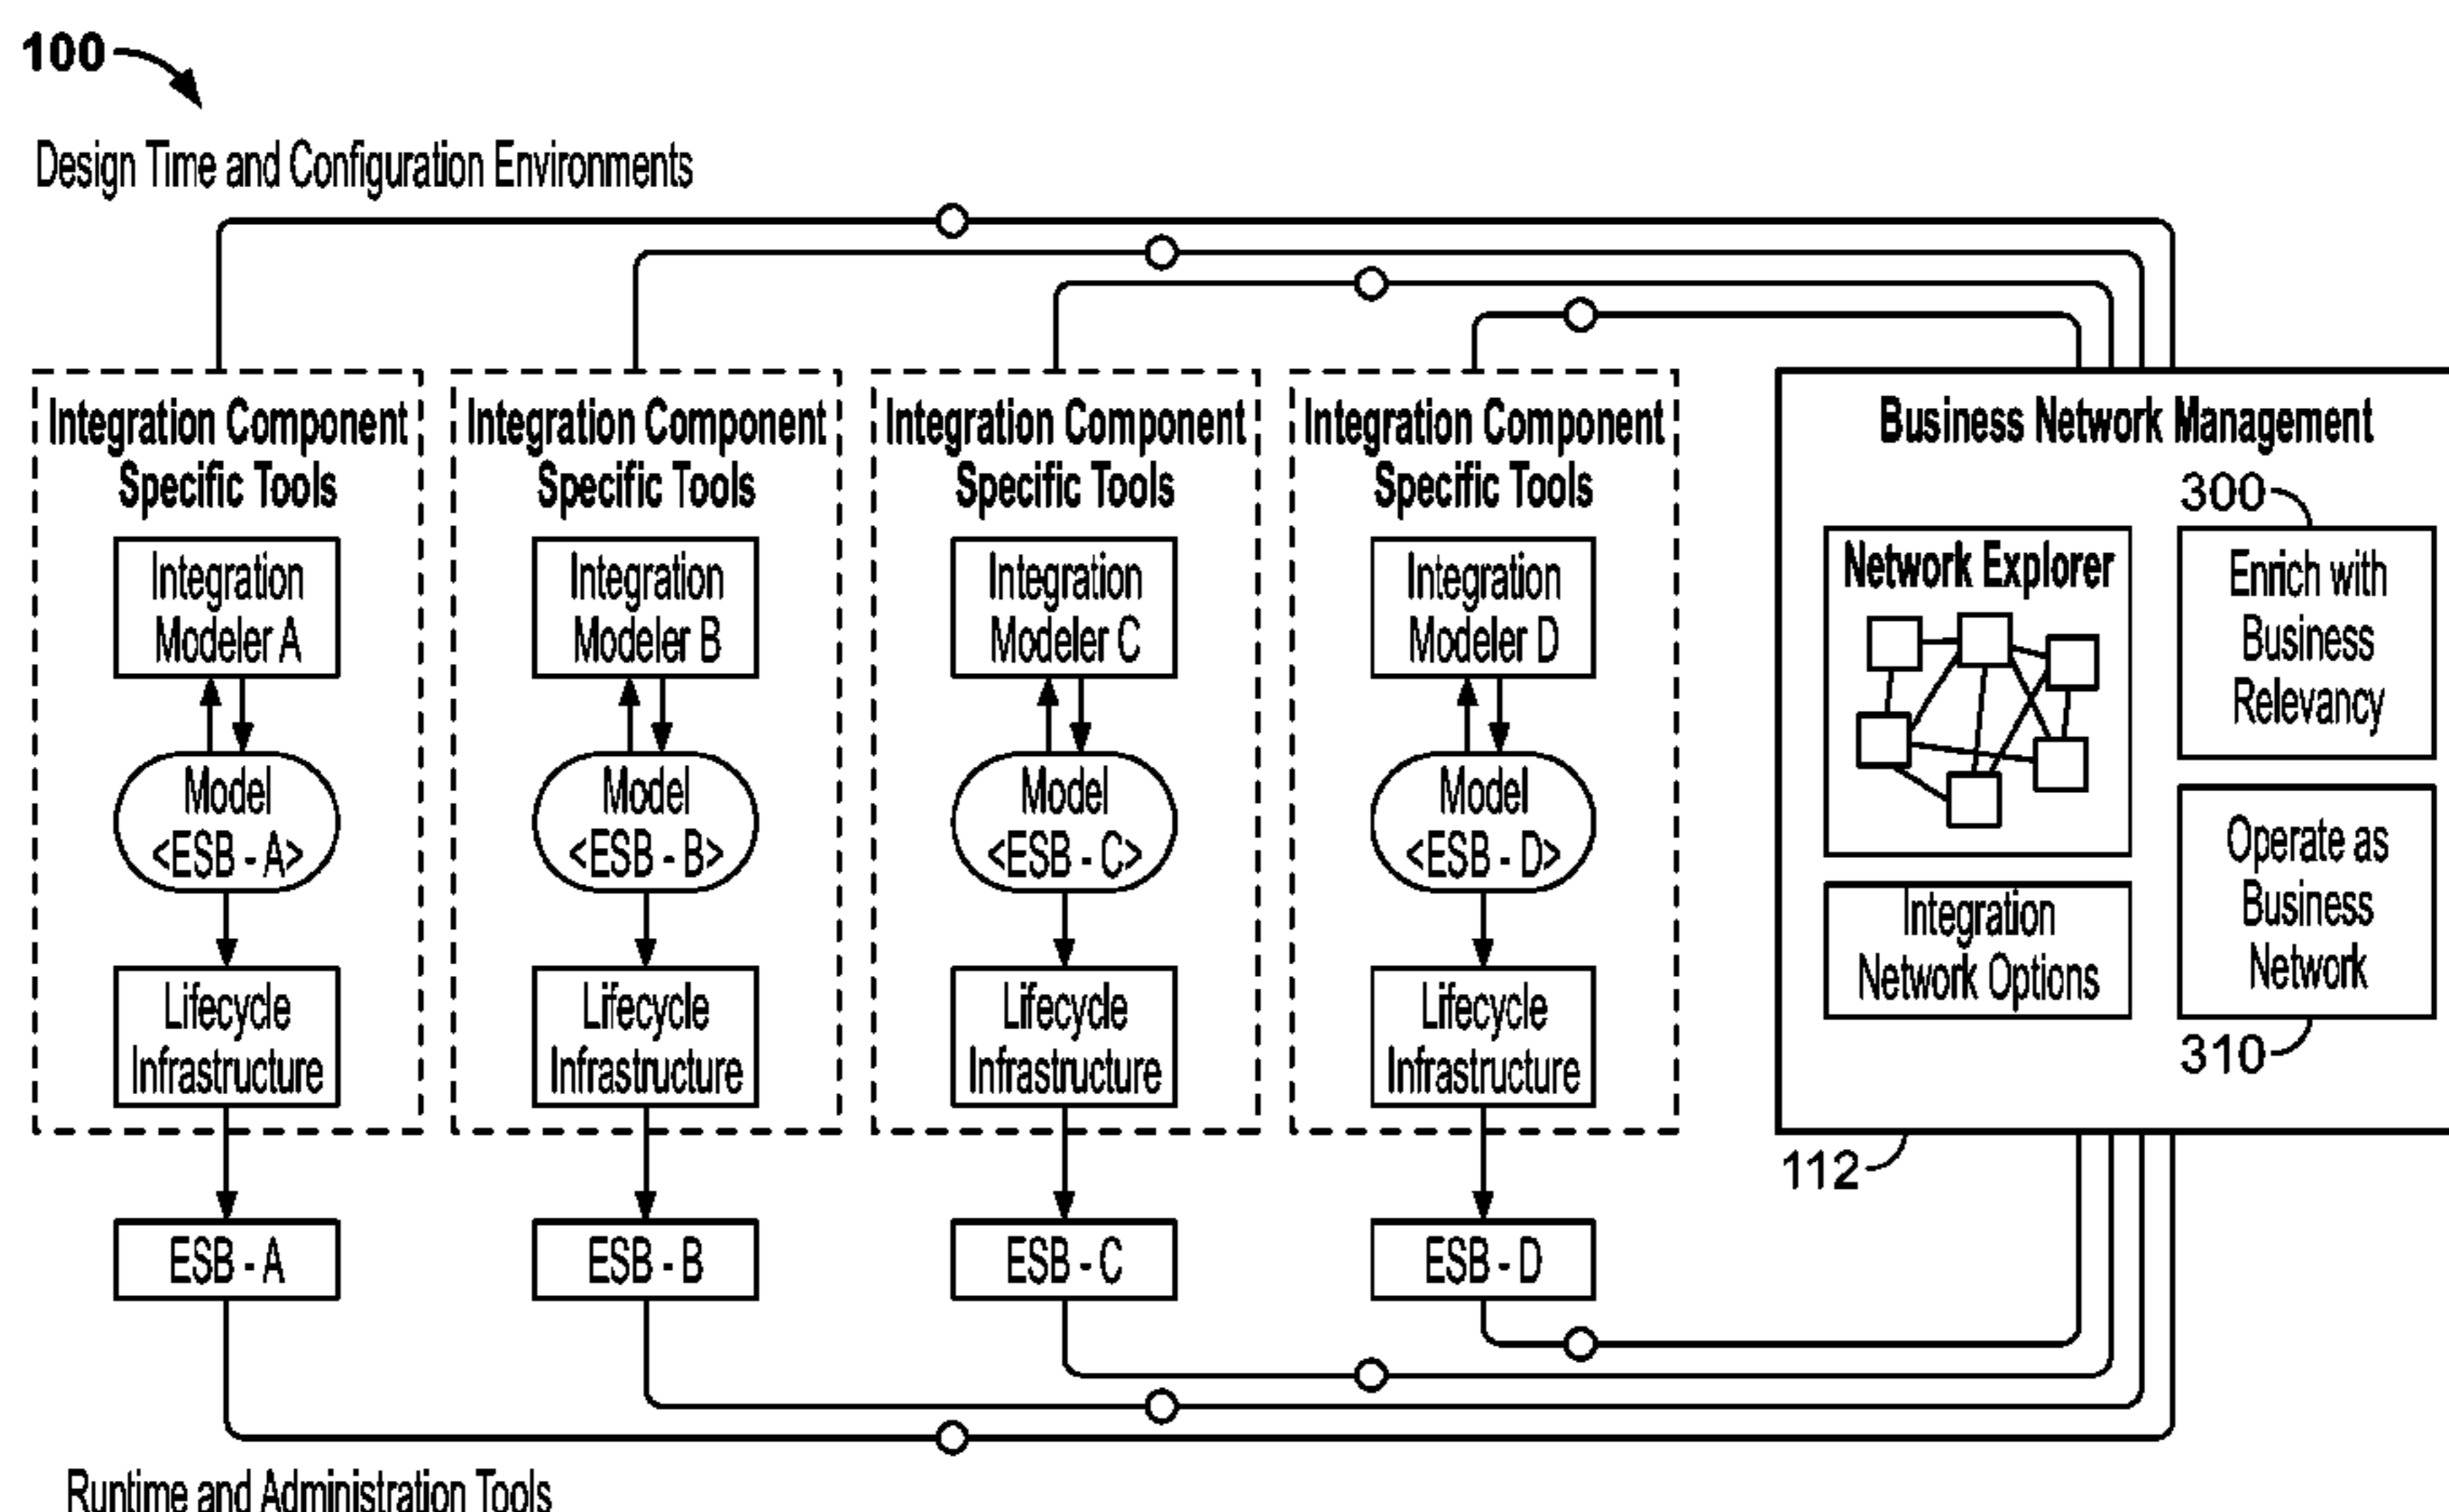 100
Design Time and Configuration Environments
Integration Component
Specific Tools
Integration
Modeler A
Model
<ESB - A>
Lifecycle
Infrastructure
ESB - A
Integration Component
Specific Tools
Integration
Modeler B
Model
<ESB - B>
Lifecycle
Infrastructure
ESB - B
Integration Component
Specific Tools
Integration
Modeler C
Model
<ESB - C>
Lifecycle
Infrastructure
ESB - C
Integration Component
Specific Tools
Integration
Modeler D
Model
<ESB - D>
Lifecycle
Infrastructure
ESB - D
Business Network Management
Network Explorer
Integration
Network Options
300
Enrich with
Business
Relevancy
Operate as
Business
Network
310
112
Runtime and Administration Tools